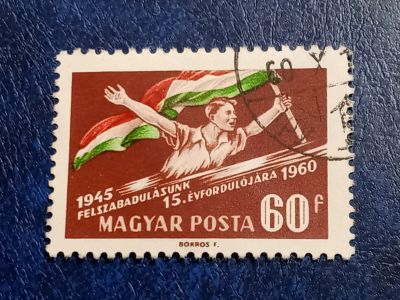 1945 FELSZABADULÁSUNK
15. ÉVFORDULÓJÁRA 1960
MAGYAR POSTA 60f
BOKROS F.